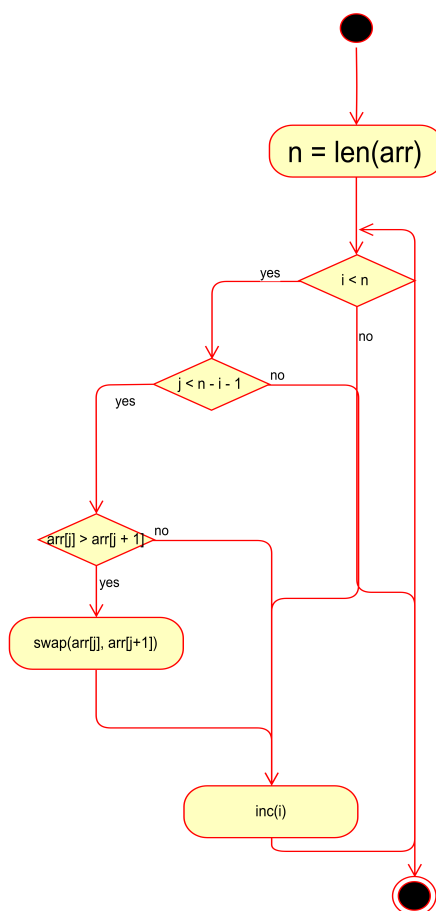 n = len(arr)
i < n
yes
no
j < n - i - 1
no
yes
arr[j] > arr[j + 1]
no
yes
swap(arr[j], arr[j+1])
inc(i)